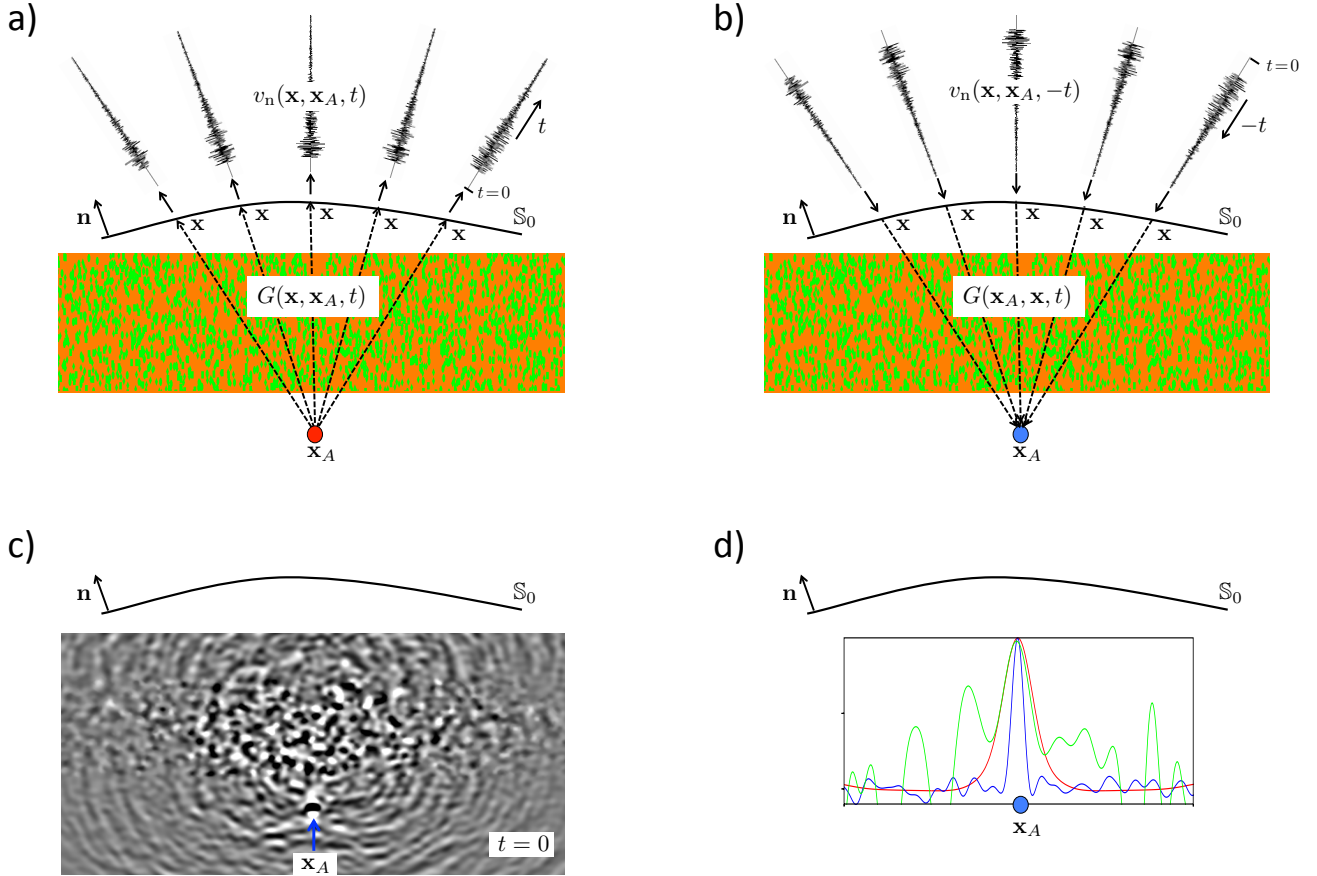 a)
v_n(x, x_A, t)
t
t=0
n
x
x
x
x
x
𝕊_0
G(x, x_A, t)
x_A
b)
t=0
v_n(x, x_A, −t)
−t
n
x
x
x
x
x
𝕊_0
G(x_A, x, t)
x_A
c)
n
𝕊_0
t = 0
x_A
d)
n
𝕊_0
x_A